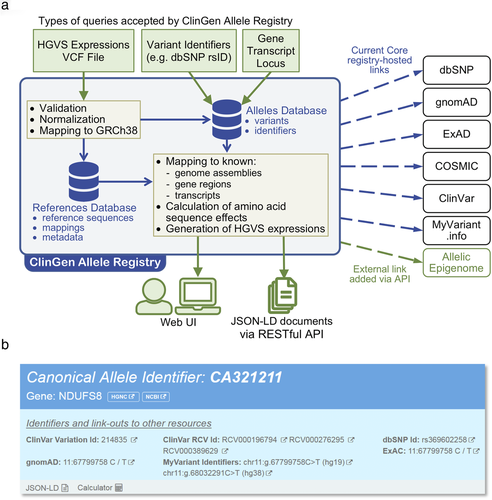 a
Types of queries accepted by ClinGen Allele Registry
HGVS Expressions
VCF File
Variant Identifiers
(e.g. dbSNP rsID)
Gene
Transcript
Locus
Current Core
registry-hosted
links
dbSNP
gnomAD
ExAD
COSMIC
ClinVar
MyVariant
.info
Allelic
Epigenome
• Validation
• Normalization
• Mapping to GRCh38
Alleles Database
• variants
• identifiers
References Database
• reference sequences
• mappings
• metadata
• Mapping to known:
- genome assemblies
- gene regions
- transcripts
• Calculation of amino acid
sequence effects
• Generation of HGVS expressions
ClinGen Allele Registry
External link
added via API
Web UI
JSON-LD documents
via RESTful API
b
Canonical Allele Identifier: CA321211
Gene: NDUFS8 HGNC NCBI
Identifiers and link-outs to other resources
ClinVar Variation Id: 214835
ClinVar RCV Id: RCV000196794 RCV000276295
RCV000389629
dbSNP Id: rs369602258
ExAC: 11:67799758 C / T
gnomAD: 11:67799758 C / T
MyVariant Identifiers: chr11:g.67799758C>T (hg19)
chr11:g.68032291C>T (hg38)
JSON-LD Calculator